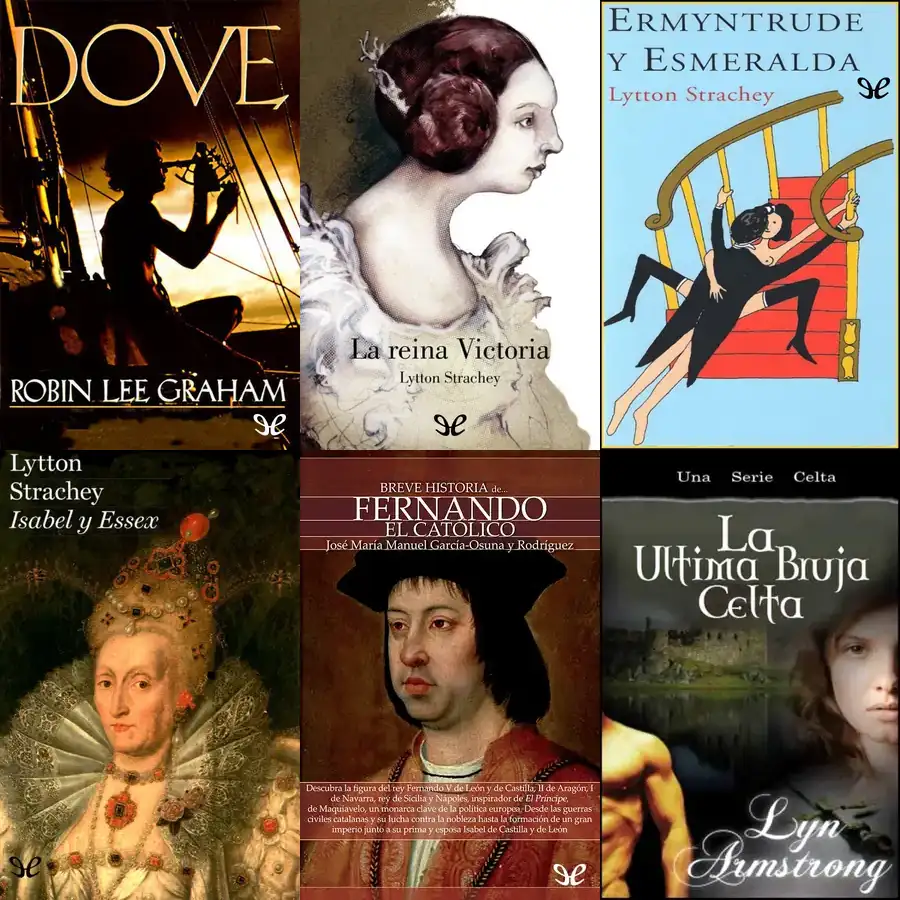 DOVE
ROBIN LEE GRAHAM
La reina Victoria
Lytton Strachey
ERMYNTRUDE
Y ESMERALDA
Lytton Strachey
Lytton
Strachey
Isabel y Essex
BREVE HISTORIA de...
FERNANDO
EL CATÓLICO
José María Manuel García-Osuna y Rodríguez
Descubra la figura del rey Fernando V de León y de Castilla, II de Aragón, I
de Navarra, rey de Sicilia y Nápoles, inspirador de El Príncipe,
de Maquiavelo, un monarca clave de la política europea. Desde las guerras
civiles catalanas y su lucha contra la nobleza hasta la formación de un gran
imperio junto a su prima y esposa Isabel de Castilla y de León
Una Serie Celta
La
Ultima Bruja
Celta
Lyn
Armstrong